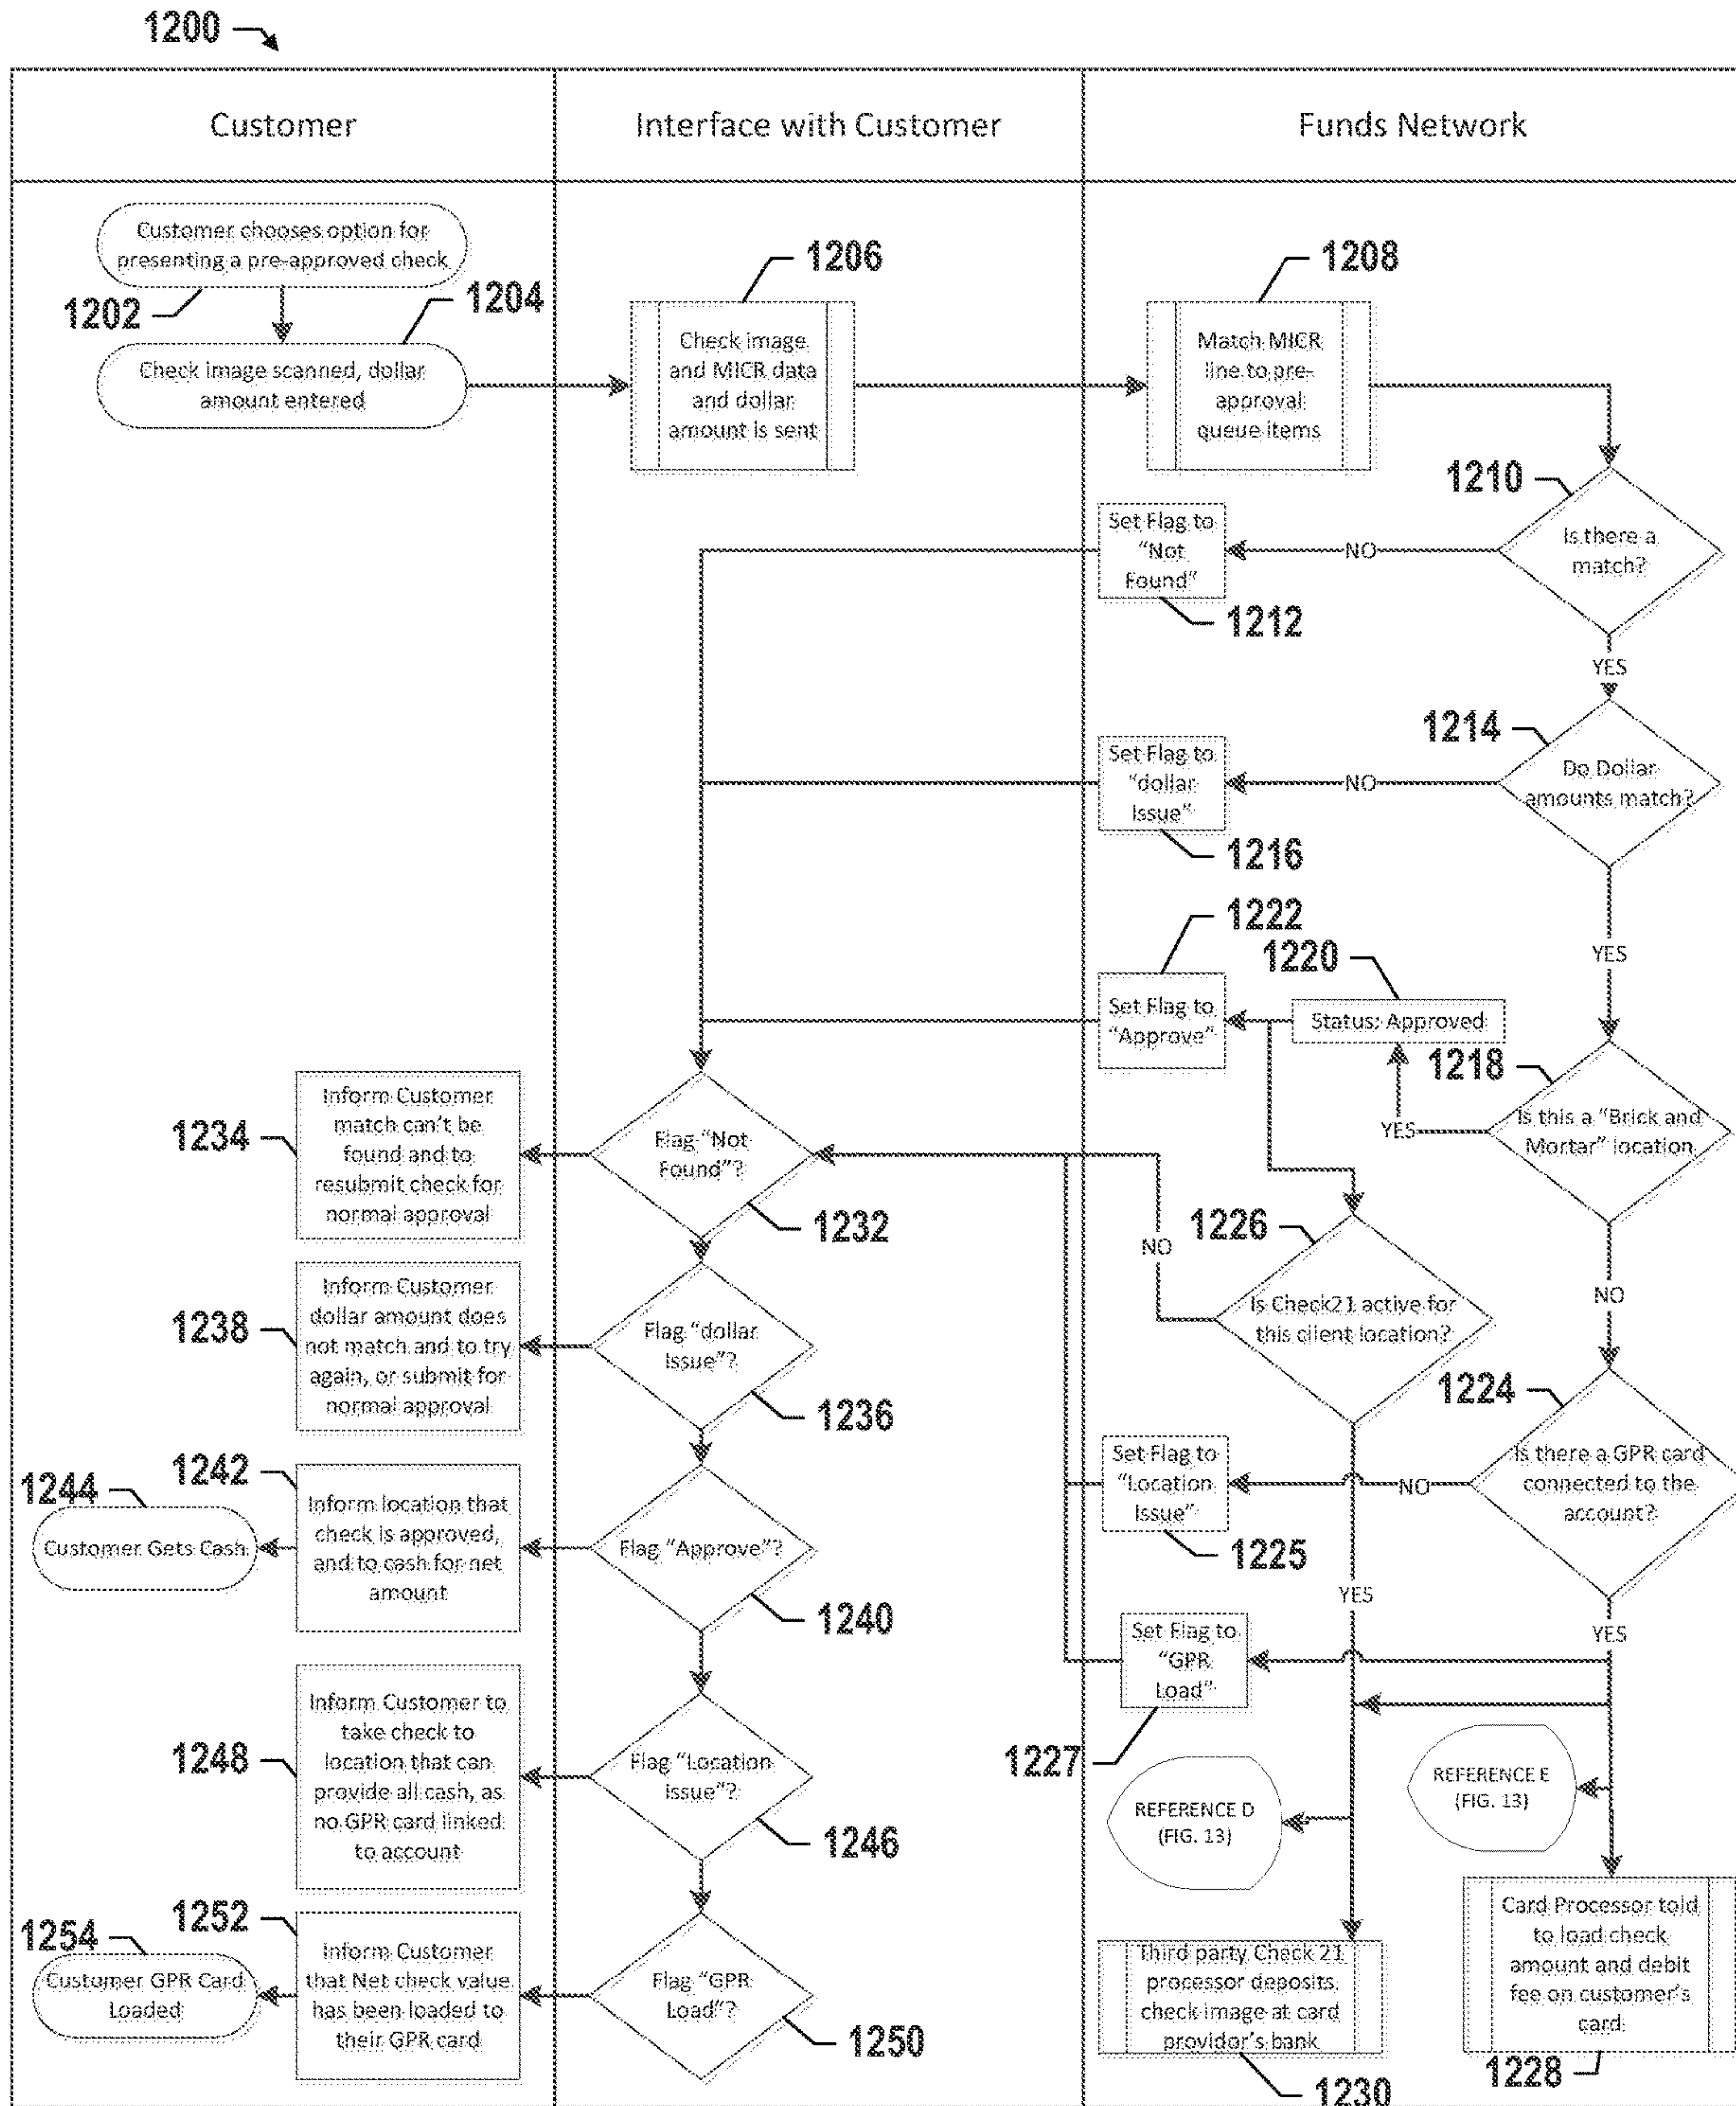 1200
Customer
Interface with Customer
Funds Network
Customer chooses option for
presenting a pre-approved check
1202
1204
Check image scanned, dollar
amount entered
1206
Check image
and MICR data
and dollar
amount is sent
1208
Match MICR
line to pre-
approval
queue items
1210
Is there a
match?
NO
Set Flag to
"Not
Found"
1212
YES
1214
Do Dollar
amounts match?
NO
Set Flag to
"dollar
Issue"
1216
YES
1222
1220
Set Flag to
"Approve"
Status: Approved
1218
Is this a "Brick and
Mortar" location
YES
NO
1234
Inform Customer
match can't be
found and to
resubmit check for
normal approval
Flag "Not
Found"?
1232
1226
NO
Is Check21 active for
this client location?
1238
Inform Customer
dollar amount does
not match and to try
again, or submit for
normal approval
Flag "dollar
Issue"?
1236
1224
Is there a GPR card
connected to the
account?
NO
Set Flag to
"Location
Issue"
1225
YES
YES
1242
1244
Inform location that
check is approved,
and to cash for net
amount
Customer Gets Cash
Flag "Approve"?
1240
Set Flag to
"GPR
Load"
1227
1248
Inform Customer to
take check to
location that can
provide all cash, as
no GPR card linked
to account
Flag "Location
Issue"?
1246
REFERENCE D
(FIG. 13)
REFERENCE E
(FIG. 13)
1252
1254
Inform Customer
that Net check value
has been loaded to
their GPR card
Customer GPR Card
Loaded
Flag "GPR
Load"?
1250
Third party Check 21
processor deposits
check image at card
providor's bank
1230
Card Processor told
to load check
amount and debit
fee on customer's
card
1228